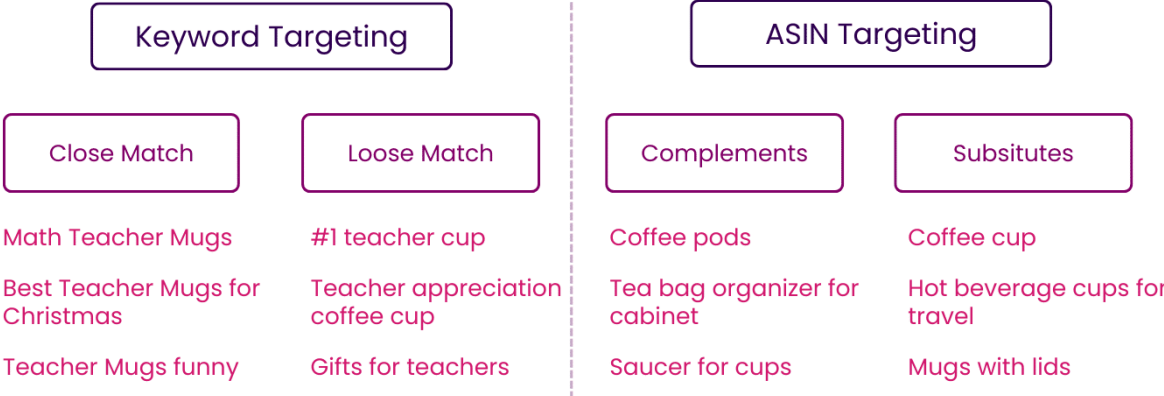 Keyword Targeting
ASIN Targeting
Close Match
Loose Match
Complements
Subsitutes
Math Teacher Mugs
Best Teacher Mugs for
Christmas
Teacher Mugs funny
#1 teacher cup
Teacher appreciation
coffee cup
Gifts for teachers
Coffee pods
Tea bag organizer for
cabinet
Saucer for cups
Coffee cup
Hot beverage cups for
travel
Mugs with lids